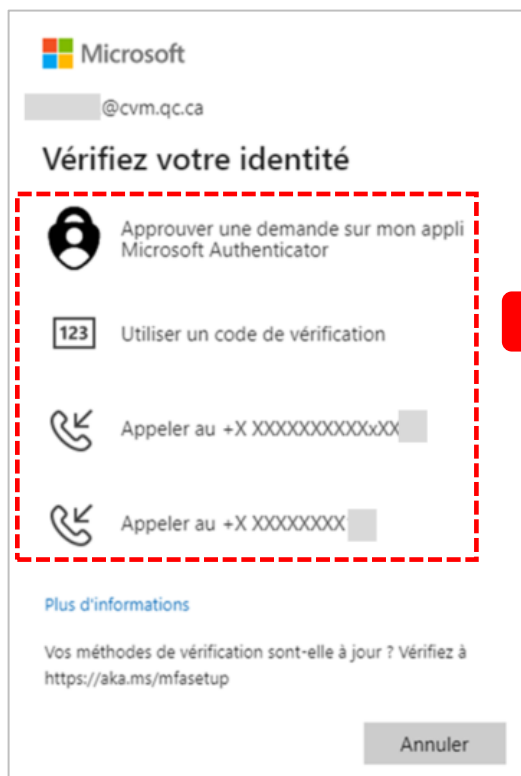 Microsoft
@cvm.qc.ca
Vérifiez votre identité
Approuver une demande sur mon appli
Microsoft Authenticator
123
Utiliser un code de vérification
Appeler au +X XXXXXXXXXXxXX
Appeler au +X XXXXXXXX
Plus d'informations
Vos méthodes de vérification sont-elle à jour ? Vérifiez à
https://aka.ms/mfasetup
Annuler